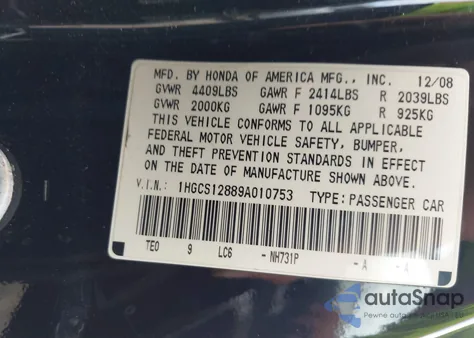 MFD. BY HONDA OF AMERICA MFG., INC. 12/08
GVWR 4409LBS GAWR F 2414LBS R 2039LBS
GVWR 2000KG GAWR F 1095KG R 925KG
THIS VEHICLE CONFORMS TO ALL APPLICABLE
FEDERAL MOTOR VEHICLE SAFETY, BUMPER,
AND THEFT PREVENTION STANDARDS IN EFFECT
ON THE DATE OF MANUFACTURE SHOWN ABOVE.
V.I.N.: 1HGCS12889A010753 TYPE: PASSENGER CAR
TE0 9 LC6 -NH731P -A -A
autoSnap